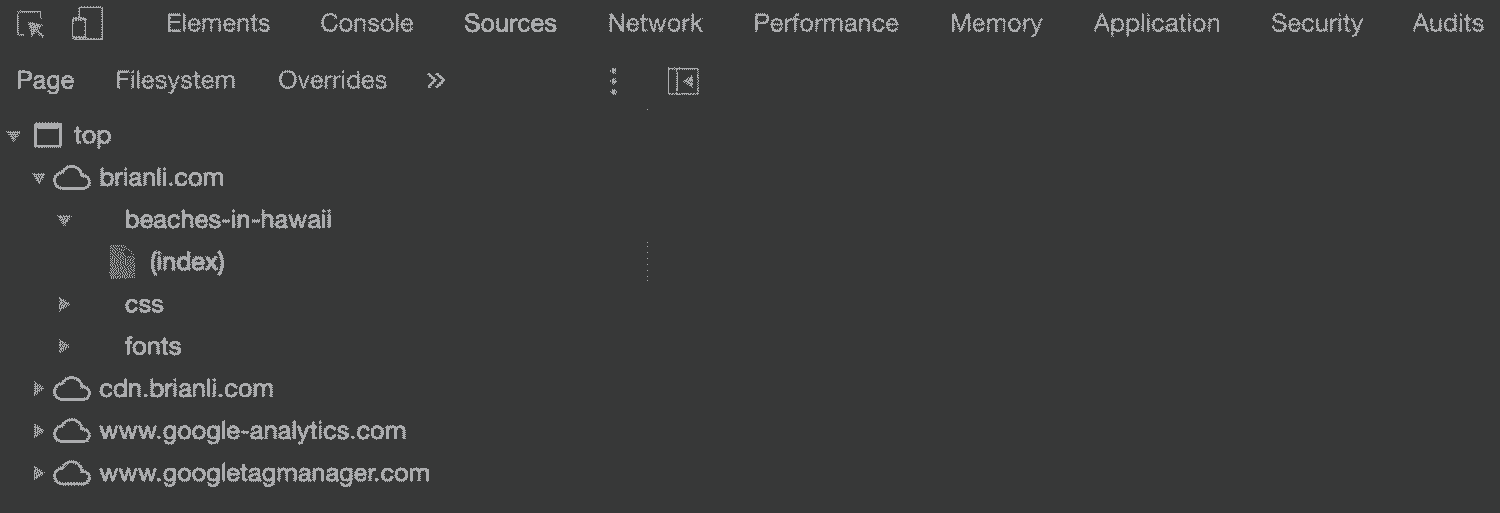 Elements Console Sources Network Performance Memory Application Security Audits
Page Filesystem Overrides »
top
brianli.com
beaches-in-hawaii
(index)
css
fonts
cdn.brianli.com
www.google-analytics.com
www.googletagmanager.com